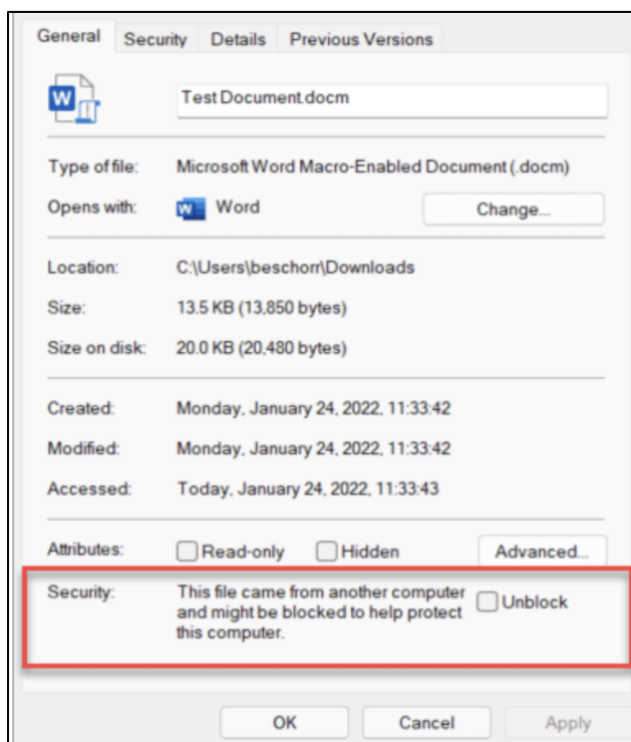 General Security Details Previous Versions
Test Document.docm
Type of file: Microsoft Word Macro-Enabled Document (.docm)
Opens with: Word Change...
Location: C:\Users\beschorr\Downloads
Size: 13.5 KB (13,850 bytes)
Size on disk: 20.0 KB (20,480 bytes)
Created: Monday, January 24, 2022, 11:33:42
Modified: Monday, January 24, 2022, 11:33:42
Accessed: Today, January 24, 2022, 11:33:43
Attributes: Read-only Hidden Advanced...
Security: This file came from another computer
and might be blocked to help protect Unblock
this computer.
OK Cancel Apply